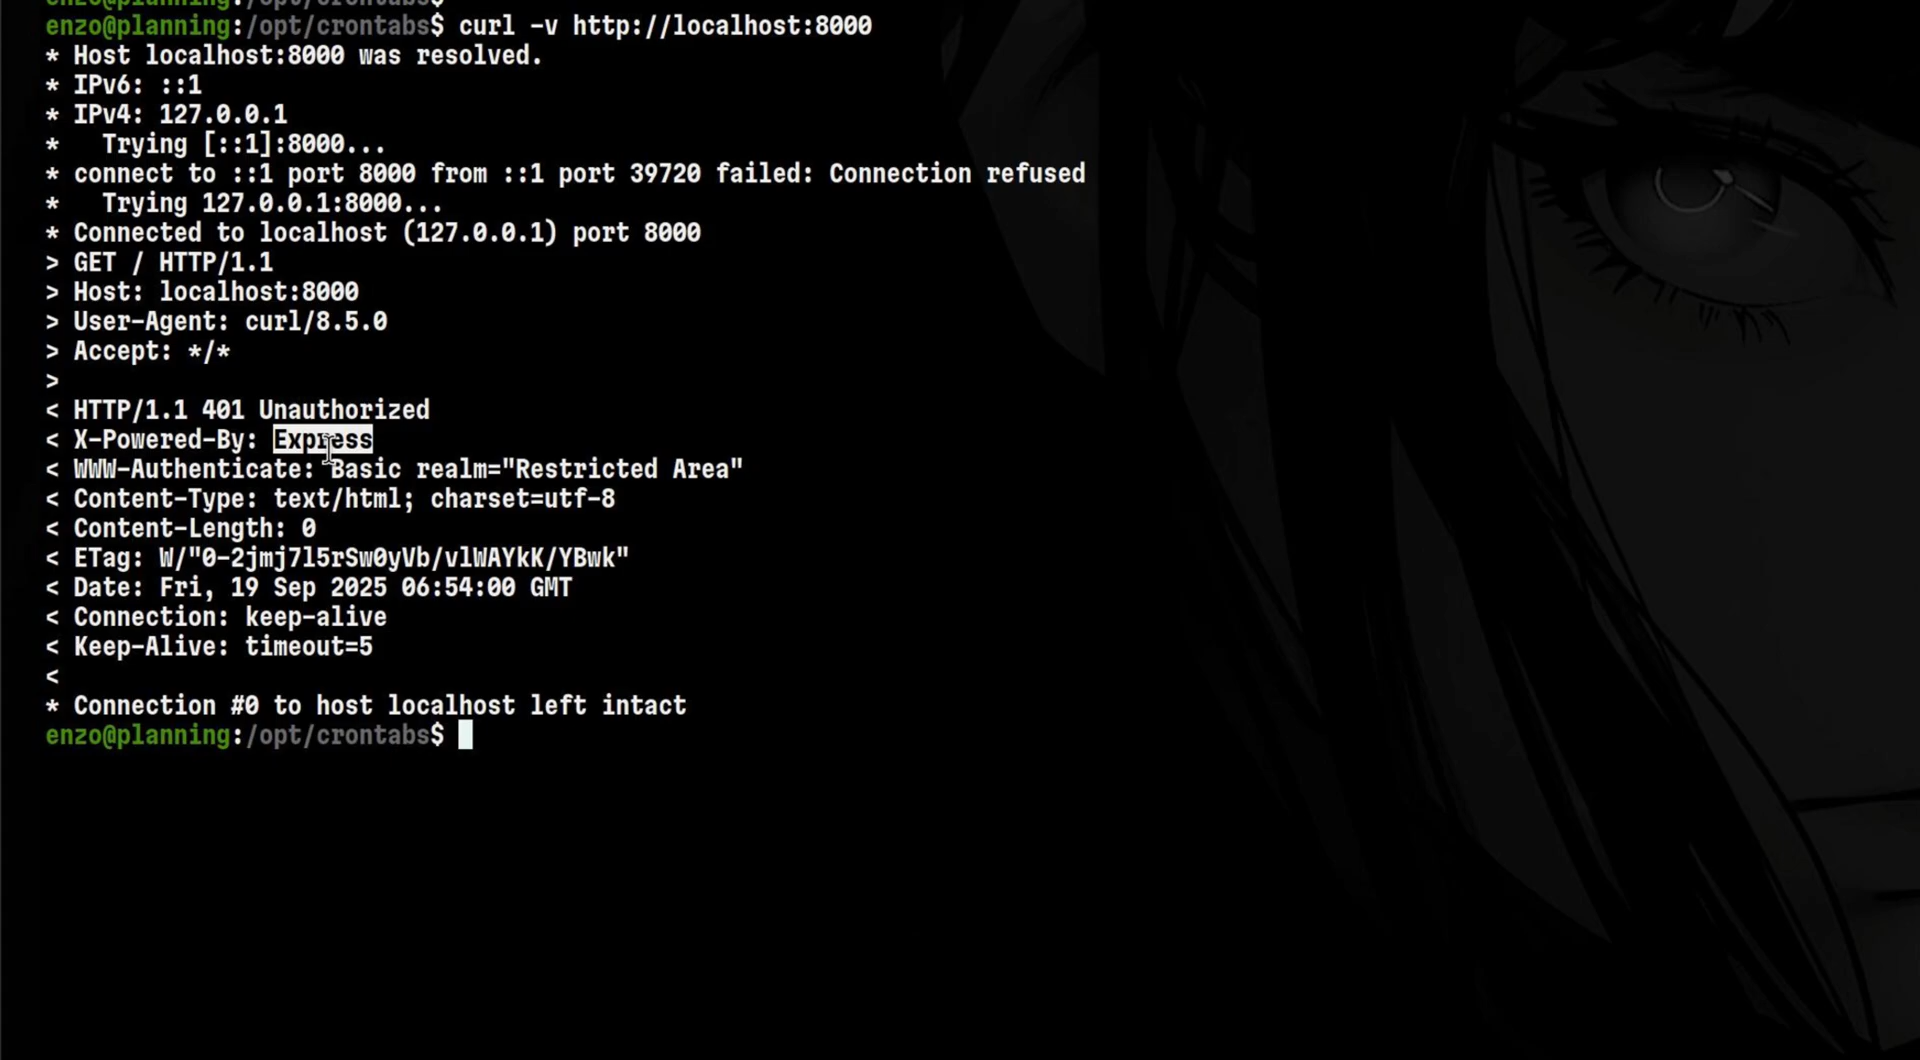 enzo@planning:/opt/crontabs$
enzo@planning:/opt/crontabs$ curl -v http://localhost:8000
* Host localhost:8000 was resolved.
* IPv6: ::1
* IPv4: 127.0.0.1
*   Trying [::1]:8000...
* connect to ::1 port 8000 from ::1 port 39720 failed: Connection refused
*   Trying 127.0.0.1:8000...
* Connected to localhost (127.0.0.1) port 8000
> GET / HTTP/1.1
> Host: localhost:8000
> User-Agent: curl/8.5.0
> Accept: */*
>
< HTTP/1.1 401 Unauthorized
< X-Powered-By: Express
< WWW-Authenticate: Basic realm="Restricted Area"
< Content-Type: text/html; charset=utf-8
< Content-Length: 0
< ETag: W/"0-2jmj7l5rSw0yVb/vlWAYkK/YBwk"
< Date: Fri, 19 Sep 2025 06:54:00 GMT
< Connection: keep-alive
< Keep-Alive: timeout=5
<
* Connection #0 to host localhost left intact
enzo@planning:/opt/crontabs$